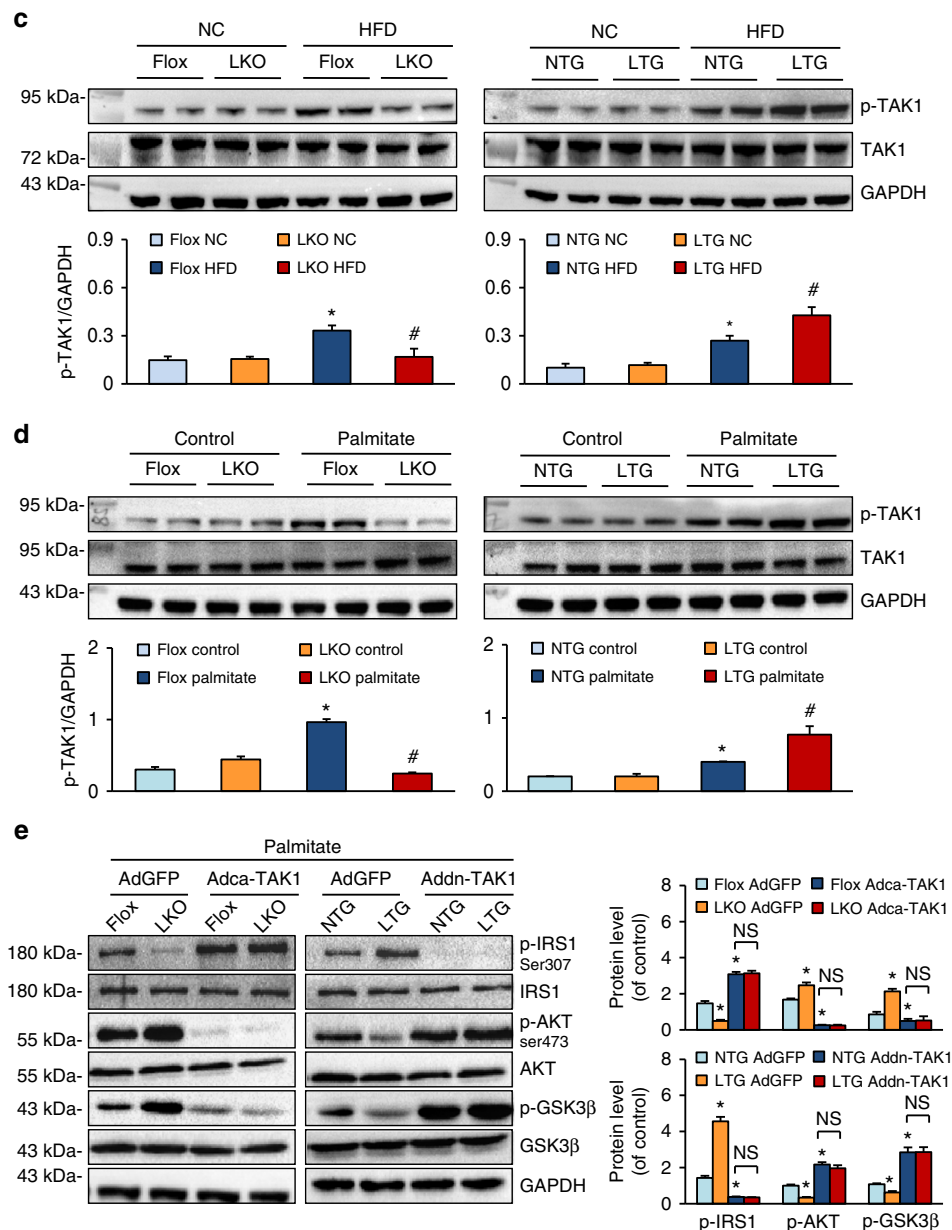 c
NC HFD NC HFD
Flox LKO Flox LKO NTG LTG NTG LTG
95 kDa- p-TAK1
TAK1
72 kDa-
43 kDa- GAPDH
0.9 Flox NC LKO NC 0.9 NTG NC LTG NC
Flox HFD LKO HFD NTG HFD LTG HFD
0.6 0.6
p-TAK1/GAPDH
# * # *
0.3 0.3
0 0
d
Control Palmitate Control Palmitate
Flox LKO Flox LKO NTG LTG NTG LTG
95 kDa- p-TAK1
95 kDa- TAK1
43 kDa- GAPDH
2 Flox control LKO control 2 NTG control LTG control
Flox palmitate LKO palmitate NTG palmitate LTG palmitate
p-TAK1/GAPDH
1 * # 1 * #
0 0
e
Palmitate
AdGFP Adca-TAK1 AdGFP Addn-TAK1
Flox LKO Flox LKO NTG LTG NTG LTG
180 kDa- p-IRS1
Ser307
180 kDa- IRS1
55 kDa- p-AKT
ser473
55 kDa- AKT
43 kDa- p-GSK3β
43 kDa- GSK3β
43 kDa- GAPDH
Flox AdGFP Flox Adca-TAK1
LKO AdGFP LKO Adca-TAK1
Protein level
(of control)
8
6
4
2
0
* * NS * * NS * * NS
NTG AdGFP NTG Addn-TAK1
LTG AdGFP LTG Addn-TAK1
Protein level
(of control)
8
6
4
2
0
* * NS * * NS * * NS
p-IRS1 p-AKT p-GSK3β